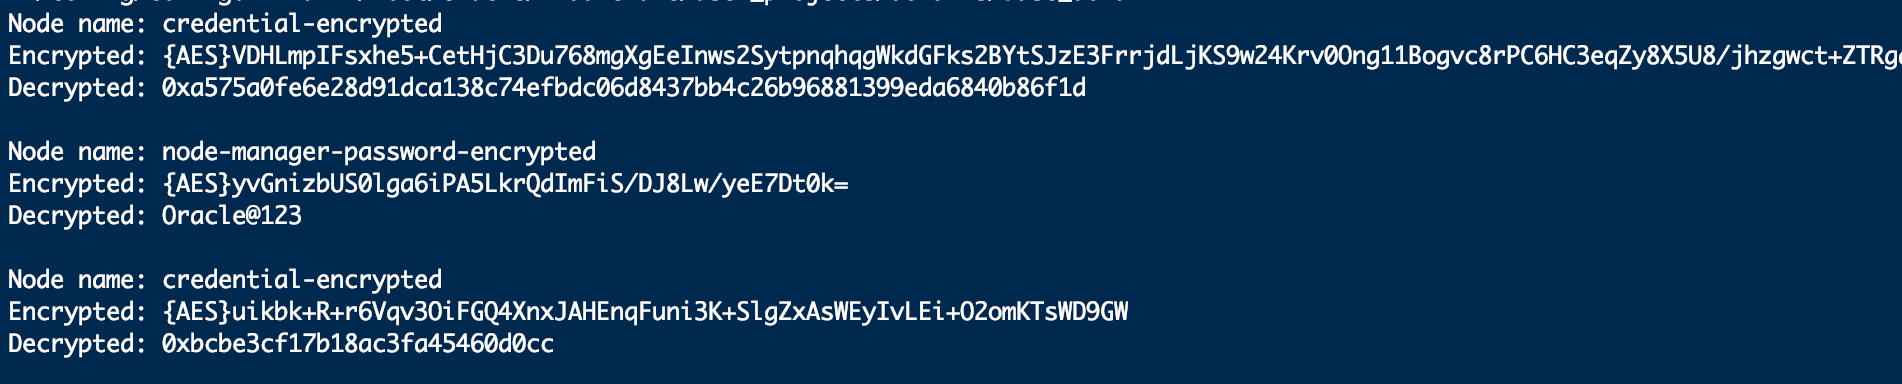 Node name: credential-encrypted
Encrypted: {AES}VDHLmpIFsxhe5+CetHjC3Du768mgXgEeInws2SytpnqhqgWkdGFks2BYtSJzE3FrrjdLjKS9w24Krv0Ong11Bogvc8rPC6HC3eqZy8X5U8/jhzgwct+ZTRg
Decrypted: 0xa575a0fe6e28d91dca138c74efbdc06d8437bb4c26b96881399eda6840b86f1d
Node name: node-manager-password-encrypted
Encrypted: {AES}yvGnizbUS0lga6iPA5LkrQdImFiS/DJ8Lw/yeE7Dt0k=
Decrypted: Oracle@123
Node name: credential-encrypted
Encrypted: {AES}uikbk+R+r6Vqv3OiFGQ4XnxJAHEnqFuni3K+SlgZxAsWEyIvLEi+O2omKTsWD9GW
Decrypted: 0xbcbe3cf17b18ac3fa45460d0cc